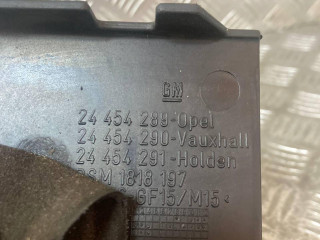 GM
24 454 289-Opel
24 454 290-Vauxhall
24 454 291-Holden
GSM 1818 197
GF15/M15